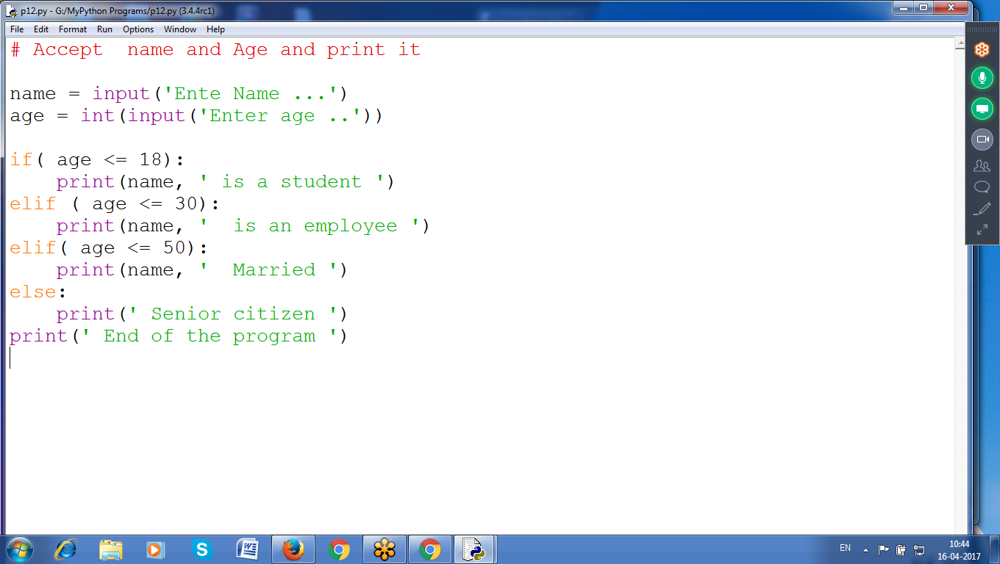 p12.py - G:/MyPython Programs/p12.py (3.4.4rc1)
File Edit Format Run Options Window Help
# Accept  name and Age and print it
name = input('Ente Name ...')
age = int(input('Enter age ..'))
if( age <= 18):
    print(name, ' is a student ')
elif ( age <= 30):
    print(name, '  is an employee ')
elif( age <= 50):
    print(name, '  Married ')
else:
    print(' Senior citizen ')
print(' End of the program ')
EN
10:44
16-04-2017